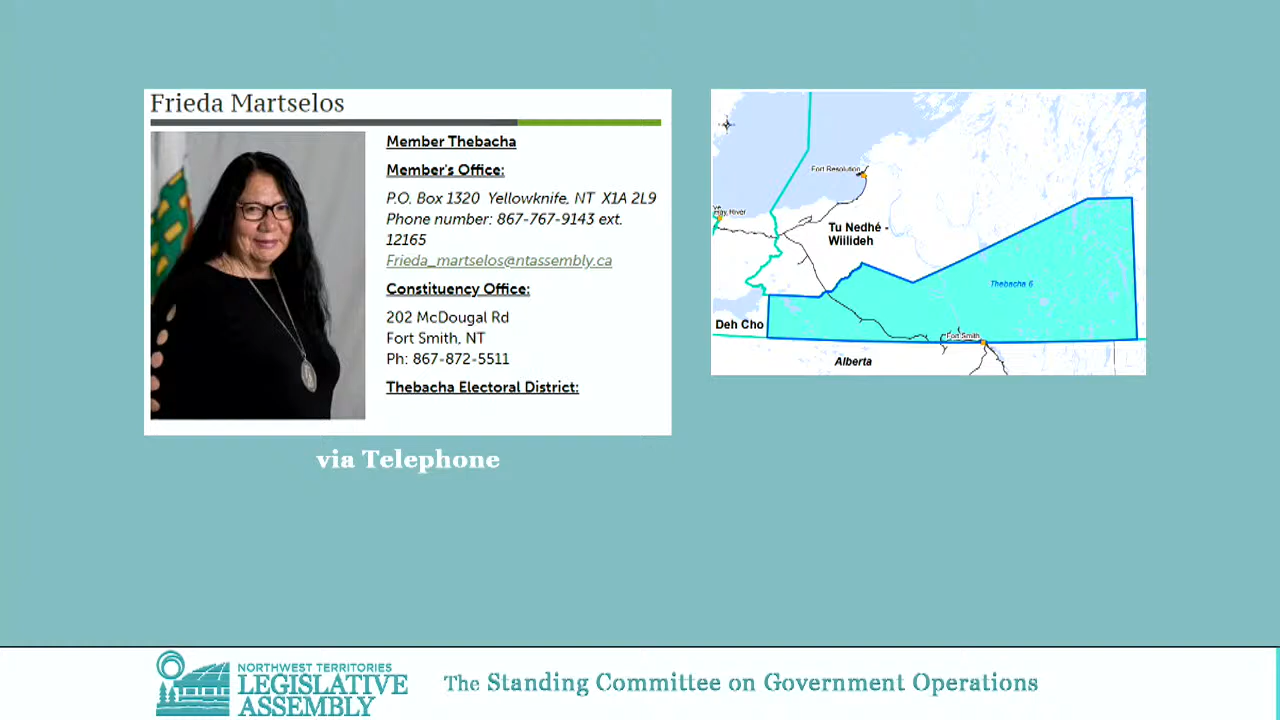 Frieda Martselos
Member Thebacha
Member's Office:
P.O. Box 1320 Yellowknife, NT X1A 2L9
Phone number: 867-767-9143 ext.
12165
Frieda_martselos@ntassembly.ca
Constituency Office:
202 McDougal Rd
Fort Smith, NT
Ph: 867-872-5511
Thebacha Electoral District:
via Telephone
Fort Resolution
Hay River
Tu Nedhé -
Wiilideh
Thebacha 6
Deh Cho
Fort Smith
Alberta
NORTHWEST TERRITORIES
LEGISLATIVE
ASSEMBLY
The Standing Committee on Government Operations